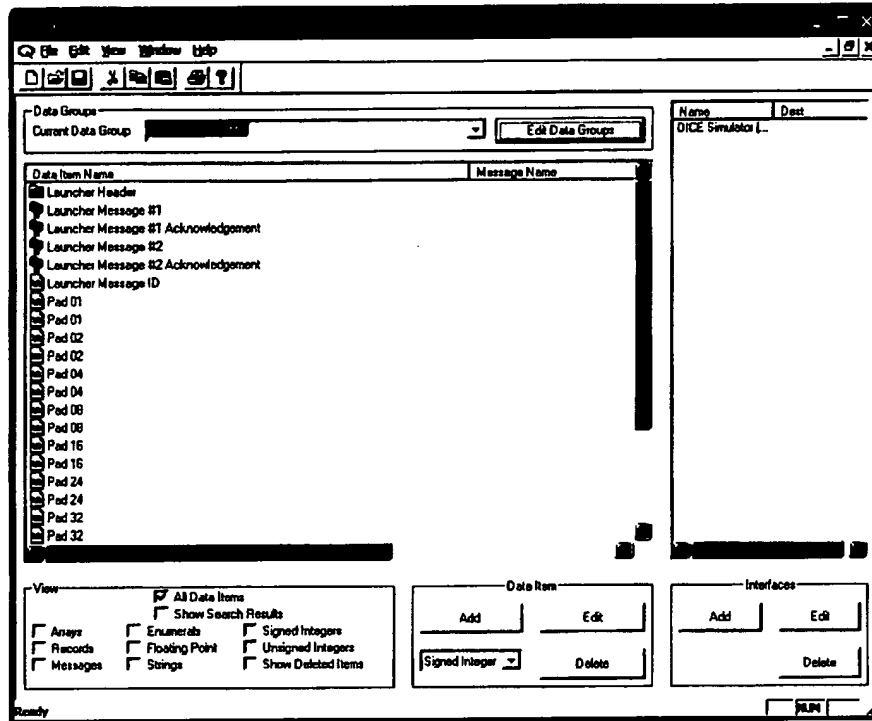 File Edit View Window Help
Data Groups
Current Data Group
Edit Data Groups
Name Dest
DICE Simulator (...
Data Item Name Message Name
Launcher Header
Launcher Message #1
Launcher Message #1 Acknowledgement
Launcher Message #2
Launcher Message #2 Acknowledgement
Launcher Message ID
Pad 01
Pad 01
Pad 02
Pad 02
Pad 04
Pad 04
Pad 08
Pad 08
Pad 16
Pad 16
Pad 24
Pad 24
Pad 32
Pad 32
View
All Data Items
Show Search Results
Arrays Enumerals Signed Integers
Records Floating Point Unsigned Integers
Messages Strings Show Deleted Items
Data Item
Add Edit
Signed Integer Delete
Interfaces
Add Edit
Delete
Ready NUM